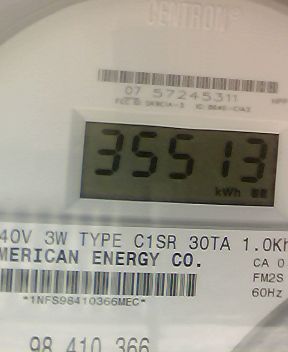 CENTRON®
07 57245311
35513
kWh
40V 3W TYPE C1SR 30TA 1.0Kh
MERICAN ENERGY CO.
CA 0
FM2S
*1NFS98410366MEC*
60Hz
98 410 366